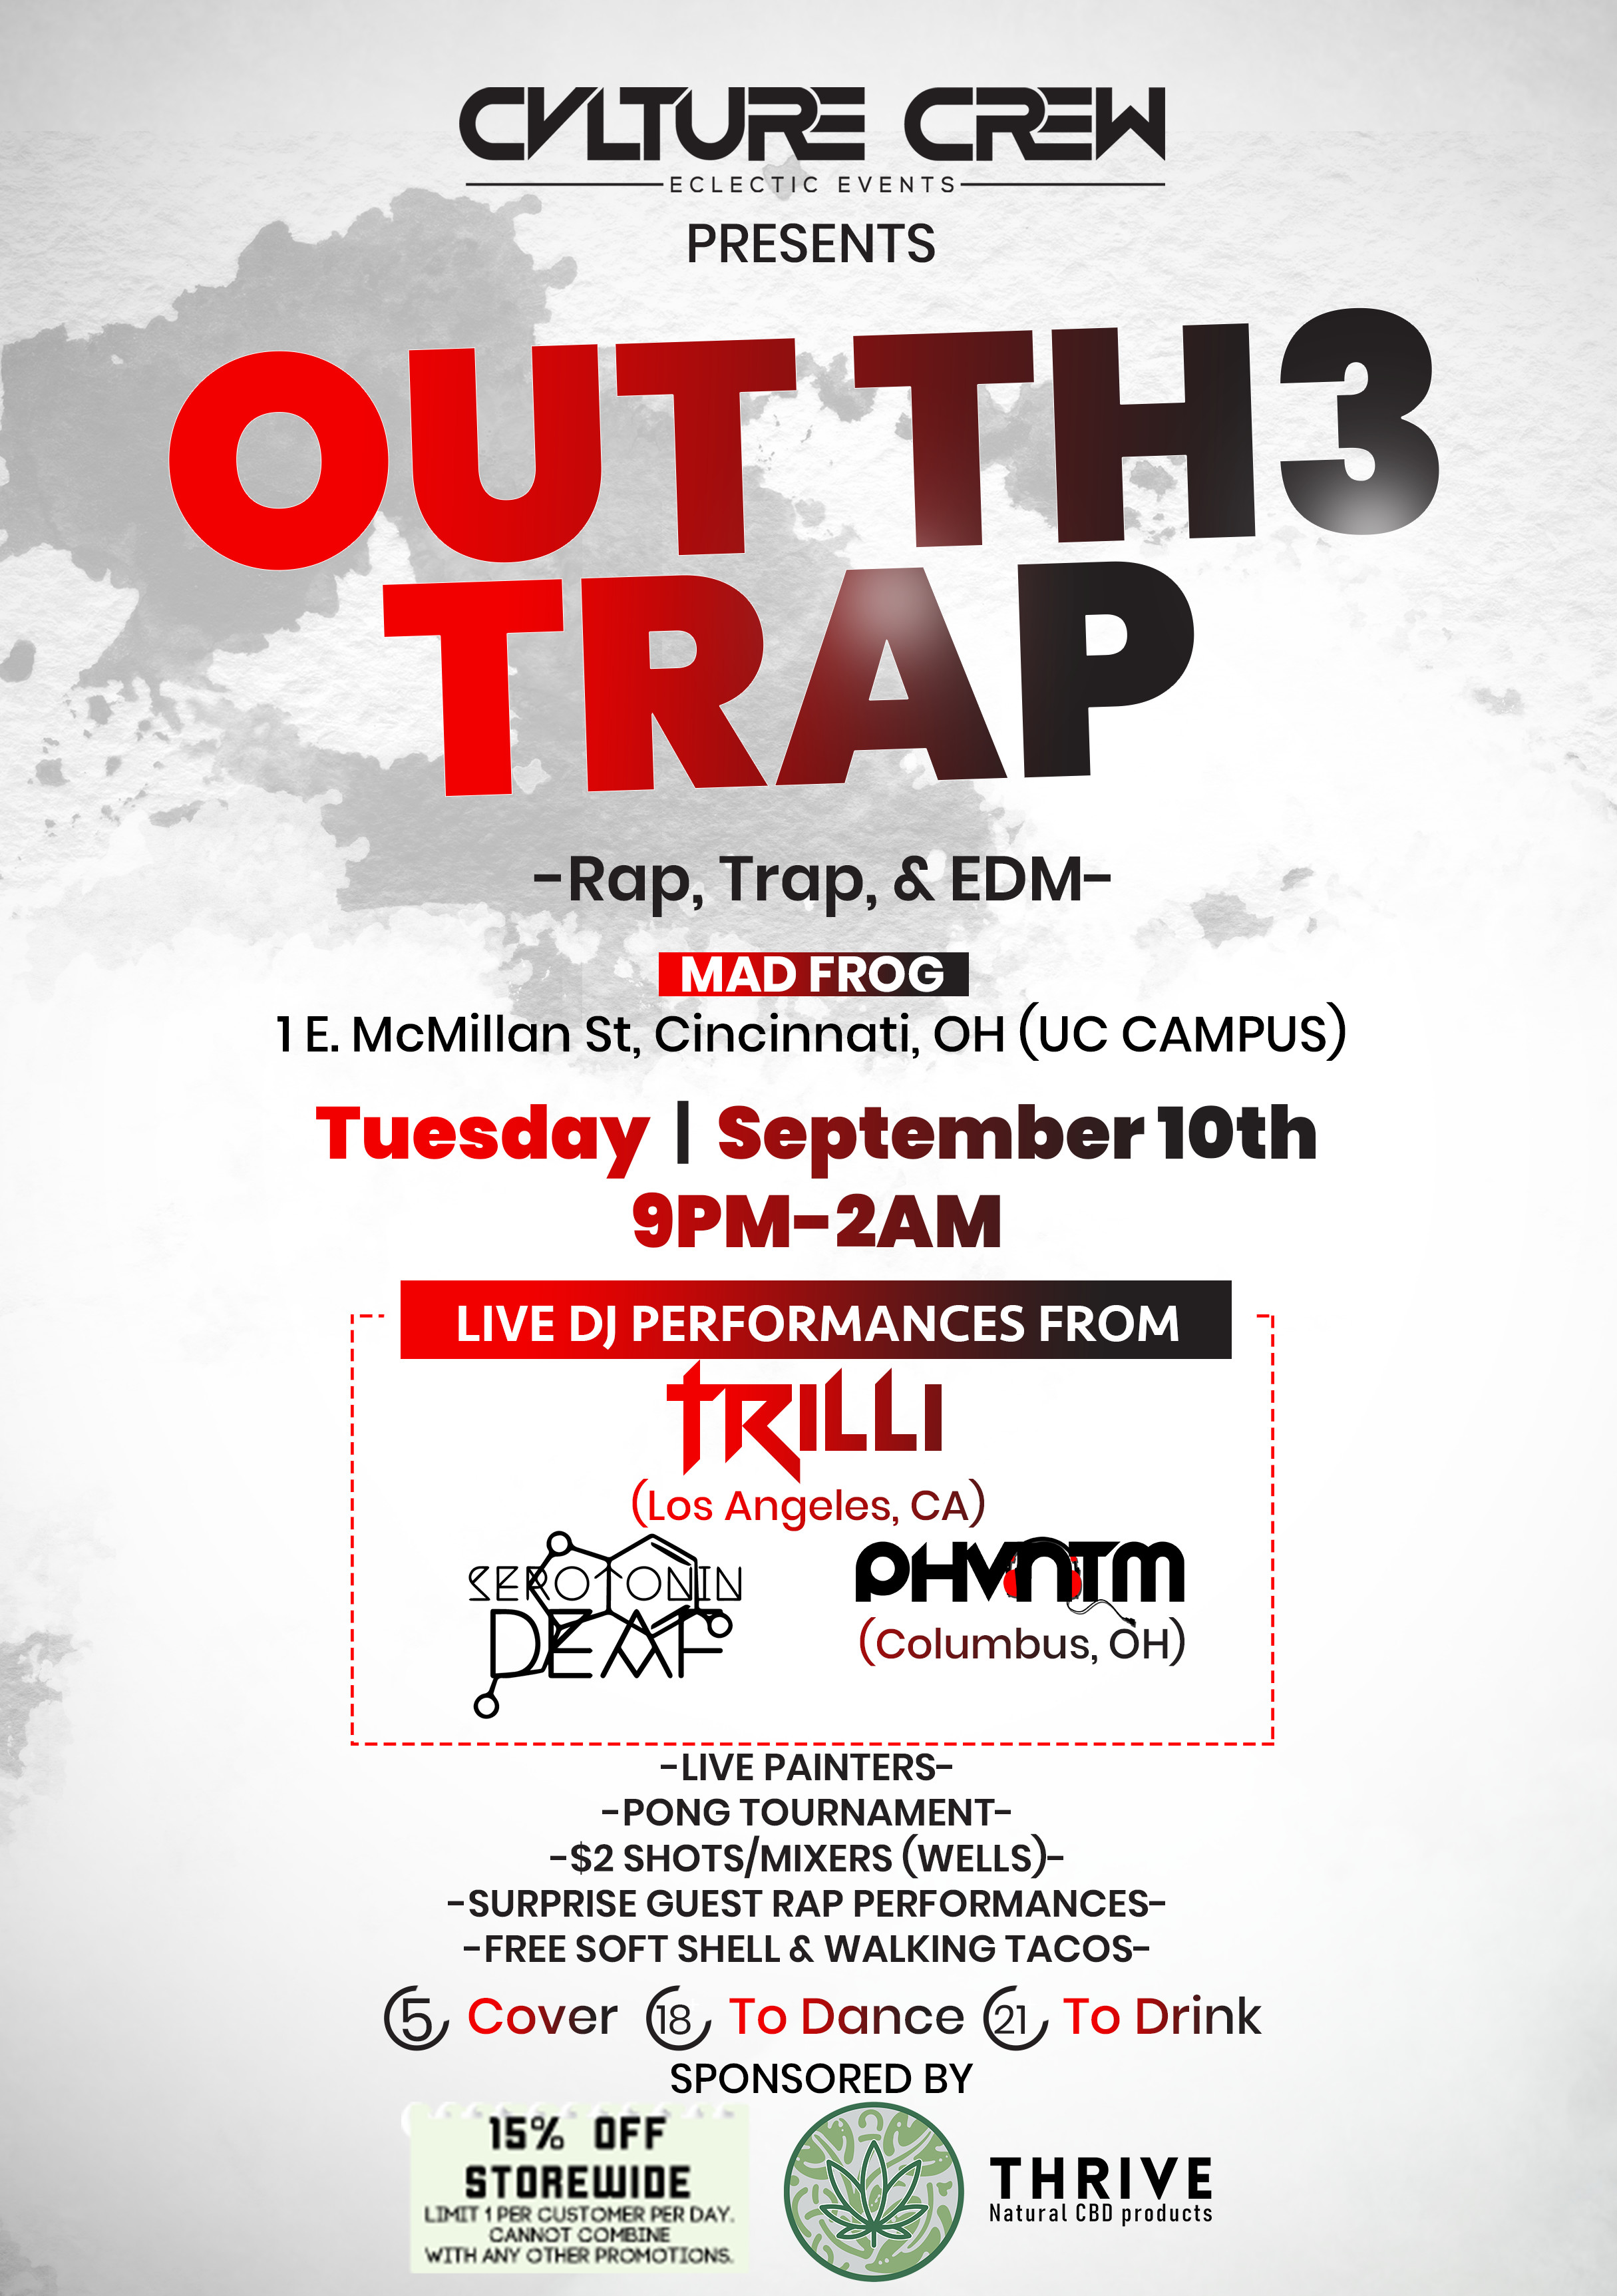 CVLTURE CREW
ECLECTIC EVENTS
PRESENTS
OUT TH3
TRAP
-Rap, Trap, & EDM-
MAD FROG
1 E. McMillan St, Cincinnati, OH (UC CAMPUS)
Tuesday | September 10th
9PM-2AM
LIVE DJ PERFORMANCES FROM
TRILLI
(Los Angeles, CA)
SEROTONIN
DEAF
PHVNTM
(Columbus, OH)
-LIVE PAINTERS-
-PONG TOURNAMENT-
-$2 SHOTS/MIXERS (WELLS)-
-SURPRISE GUEST RAP PERFORMANCES-
-FREE SOFT SHELL & WALKING TACOS-
5 Cover 18 To Dance 21 To Drink
SPONSORED BY
15% OFF
STOREWIDE
LIMIT 1 PER CUSTOMER PER DAY.
CANNOT COMBINE
WITH ANY OTHER PROMOTIONS.
THRIVE
Natural CBD products